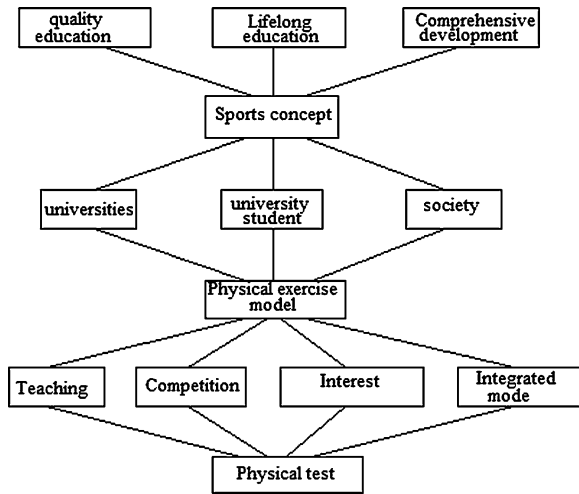 quality
education
Lifelong
education
Comprehensive
development
Sports concept
universities
university
student
society
Physical exercise
model
Teaching
Competition
Interest
Integrated
mode
Physical test